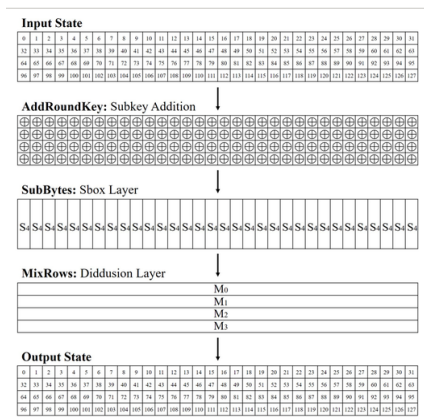 Input State
0 1 2 3 4 5 6 7 8 9 10 11 12 13 14 15 16 17 18 19 20 21 22 23 24 25 26 27 28 29 30 31
32 33 34 35 36 37 38 39 40 41 42 43 44 45 46 47 48 49 50 51 52 53 54 55 56 57 58 59 60 61 62 63
64 65 66 67 68 69 70 71 72 73 74 75 76 77 78 79 80 81 82 83 84 85 86 87 88 89 90 91 92 93 94 95
96 97 98 99 100 101 102 103 104 105 106 107 108 109 110 111 112 113 114 115 116 117 118 119 120 121 122 123 124 125 126 127
AddRoundKey: Subkey Addition
SubBytes: Sbox Layer
S4 S4 S4 S4 S4 S4 S4 S4 S4 S4 S4 S4 S4 S4 S4 S4 S4 S4 S4 S4 S4 S4 S4 S4 S4 S4 S4 S4 S4 S4 S4 S4
MixRows: Diddusion Layer
M0
M1
M2
M3
Output State
0 1 2 3 4 5 6 7 8 9 10 11 12 13 14 15 16 17 18 19 20 21 22 23 24 25 26 27 28 29 30 31
32 33 34 35 36 37 38 39 40 41 42 43 44 45 46 47 48 49 50 51 52 53 54 55 56 57 58 59 60 61 62 63
64 65 66 67 68 69 70 71 72 73 74 75 76 77 78 79 80 81 82 83 84 85 86 87 88 89 90 91 92 93 94 95
96 97 98 99 100 101 102 103 104 105 106 107 108 109 110 111 112 113 114 115 116 117 118 119 120 121 122 123 124 125 126 127